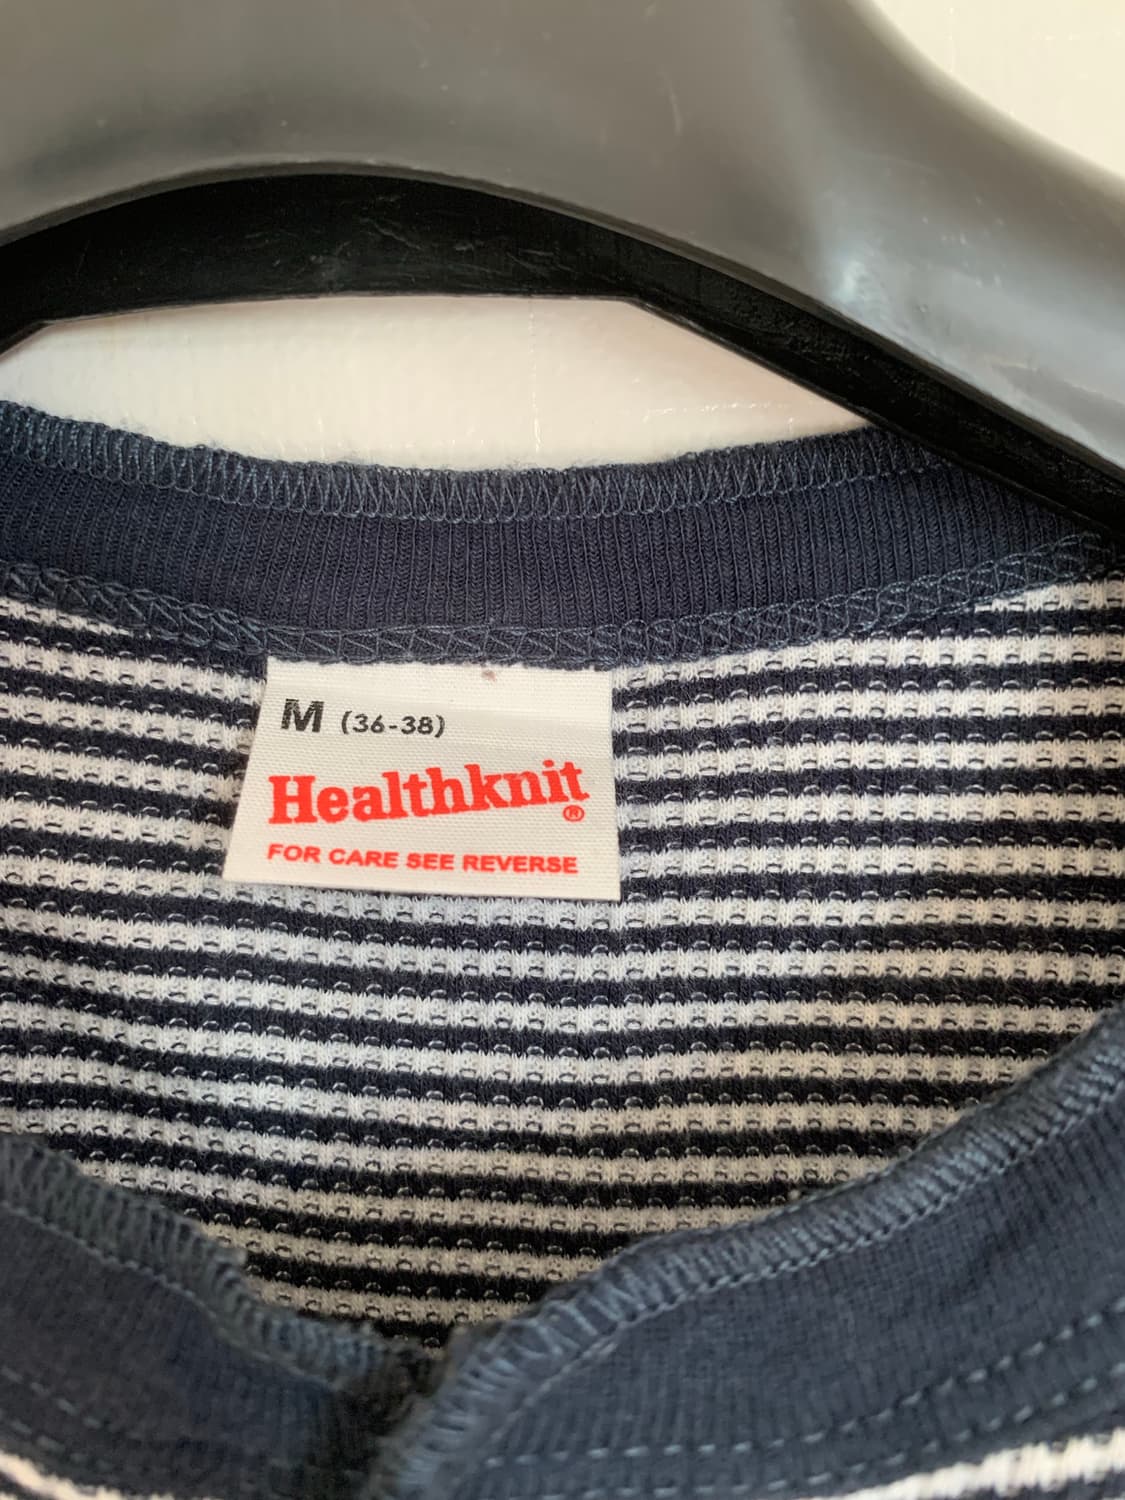 M (36-38)
Healthknit®
FOR CARE SEE REVERSE